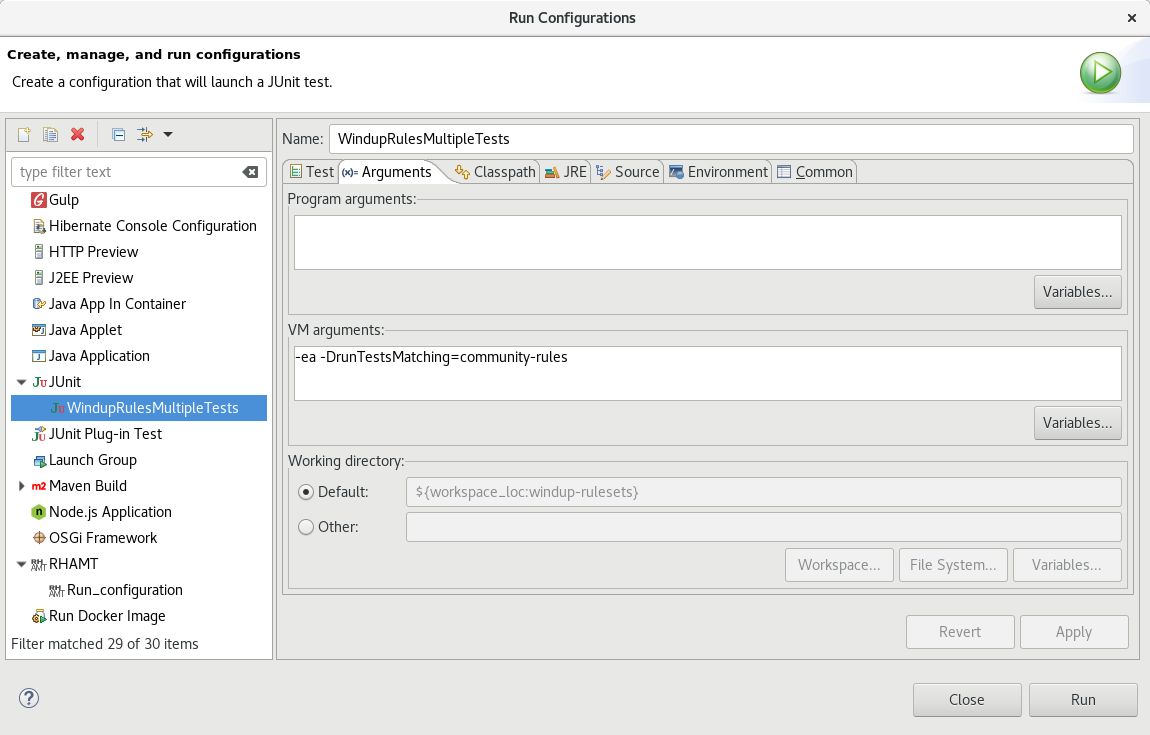 Run Configurations
Create, manage, and run configurations
Create a configuration that will launch a JUnit test.
type filter text
Gulp
Hibernate Console Configuration
HTTP Preview
J2EE Preview
Java App In Container
Java Applet
Java Application
JUnit
WindupRulesMultipleTests
JUnit Plug-in Test
Launch Group
Maven Build
Node.js Application
OSGi Framework
RHAMT
Run_configuration
Run Docker Image
Filter matched 29 of 30 items
Name: WindupRulesMultipleTests
Test (x)= Arguments Classpath JRE Source Environment Common
Program arguments:
Variables...
VM arguments:
-ea -DrunTestsMatching=community-rules
Variables...
Working directory:
Default: ${workspace_loc:windup-rulesets}
Other:
Workspace... File System... Variables...
Revert Apply
Close Run